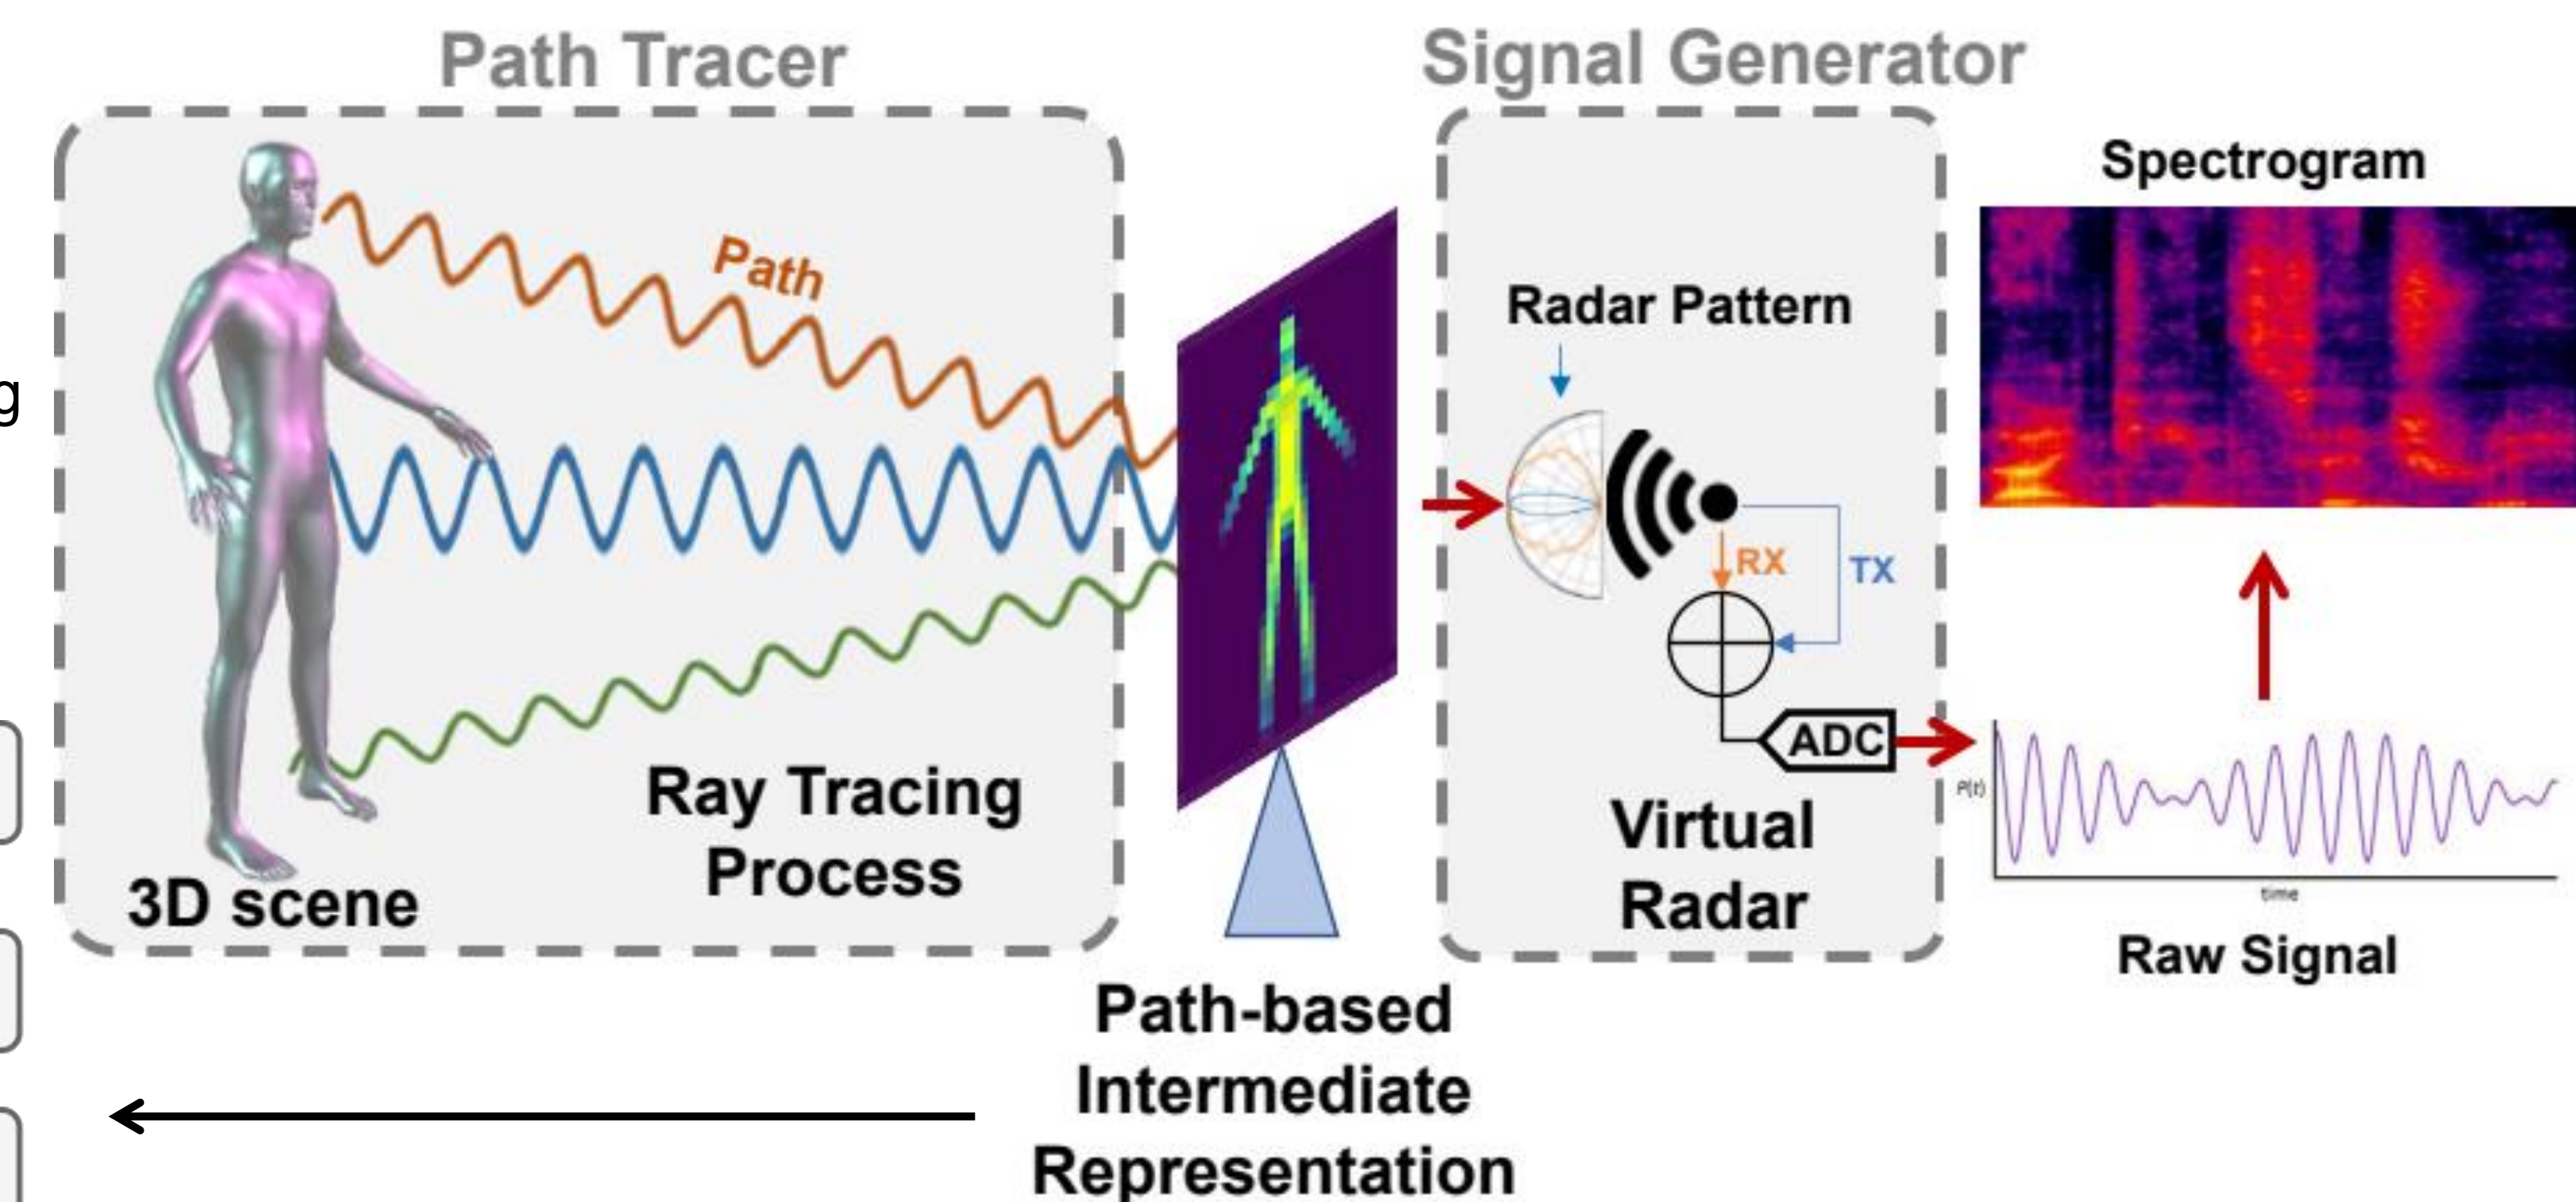 Path Tracer
Signal Generator
Spectrogram
Path
Radar Pattern
g
RX
TX
ADC
P(t)
Ray Tracing
Process
3D scene
Virtual
Radar
time
Raw Signal
Path-based
Intermediate
Representation